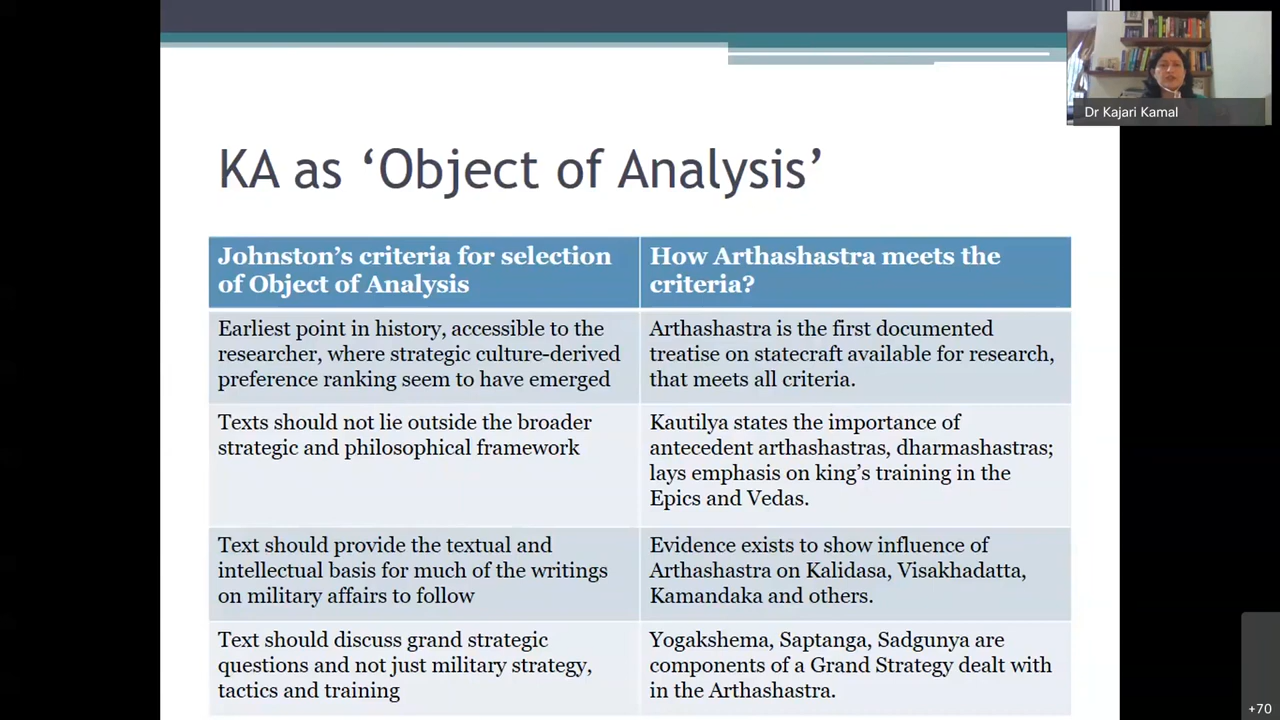 Dr Kajari Kamal
KA as ‘Object of Analysis’
Johnston’s criteria for selection
of Object of Analysis
How Arthashastra meets the
criteria?
Earliest point in history, accessible to the
researcher, where strategic culture-derived
preference ranking seem to have emerged
Arthashastra is the first documented
treatise on statecraft available for research,
that meets all criteria.
Texts should not lie outside the broader
strategic and philosophical framework
Kautilya states the importance of
antecedent arthashastras, dharmashastras;
lays emphasis on king’s training in the
Epics and Vedas.
Text should provide the textual and
intellectual basis for much of the writings
on military affairs to follow
Evidence exists to show influence of
Arthashastra on Kalidasa, Visakhadatta,
Kamandaka and others.
Text should discuss grand strategic
questions and not just military strategy,
tactics and training
Yogakshema, Saptanga, Sadgunya are
components of a Grand Strategy dealt with
in the Arthashastra.
+70